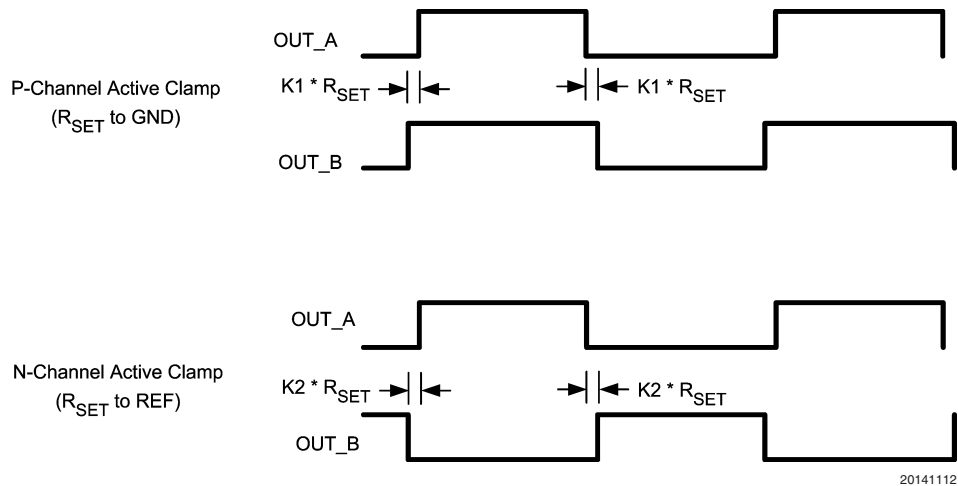 OUT_A
P-Channel Active Clamp
(RSET to GND)
K1 * RSET
K1 * RSET
OUT_B
OUT_A
N-Channel Active Clamp
(RSET to REF)
K2 * RSET
K2 * RSET
OUT_B
20141112